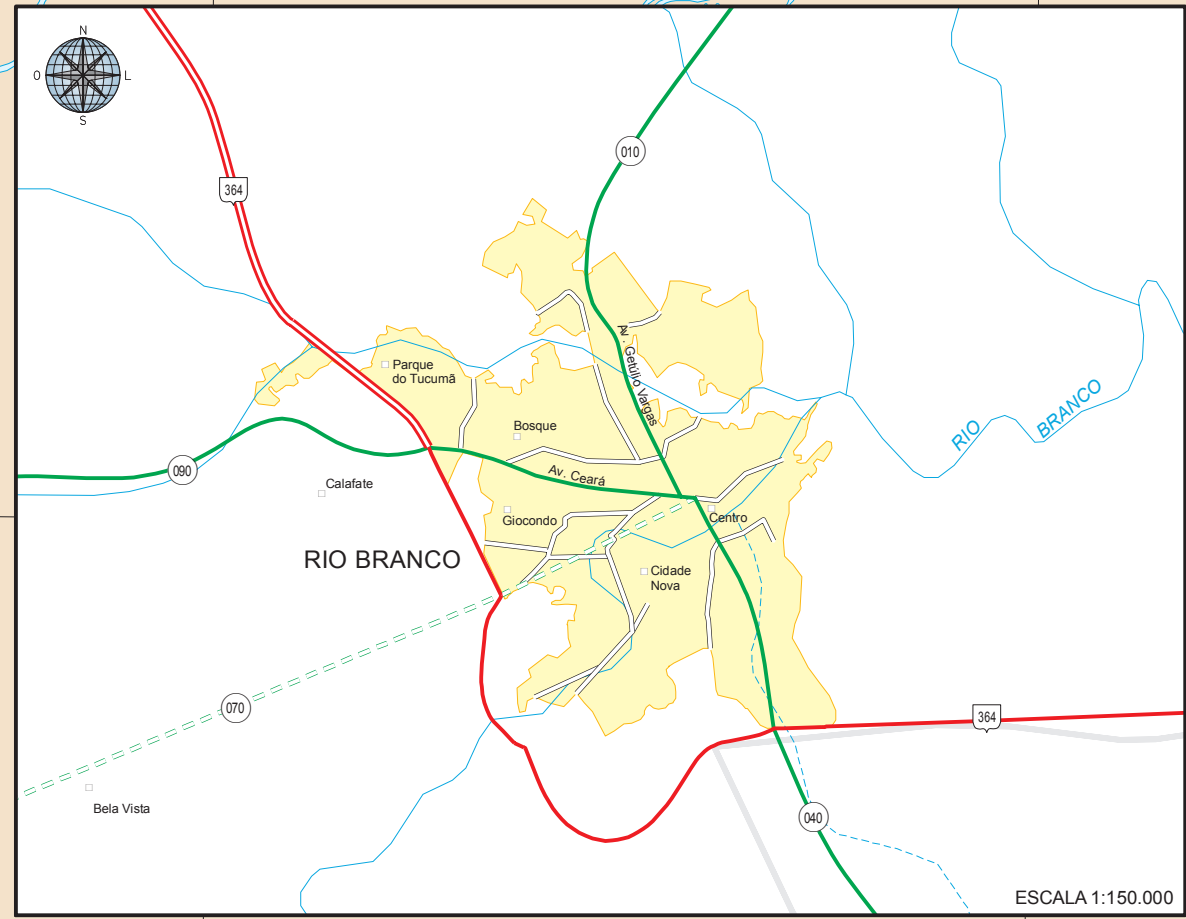 N
O
L
S
010
364
Av. Getúlio Vargas
Parque
do Tucumã
Bosque
RIO
BRANCO
090
Av. Ceará
Calafate
Giocondo
Centro
RIO BRANCO
Cidade
Nova
070
364
Bela Vista
040
ESCALA 1:150.000